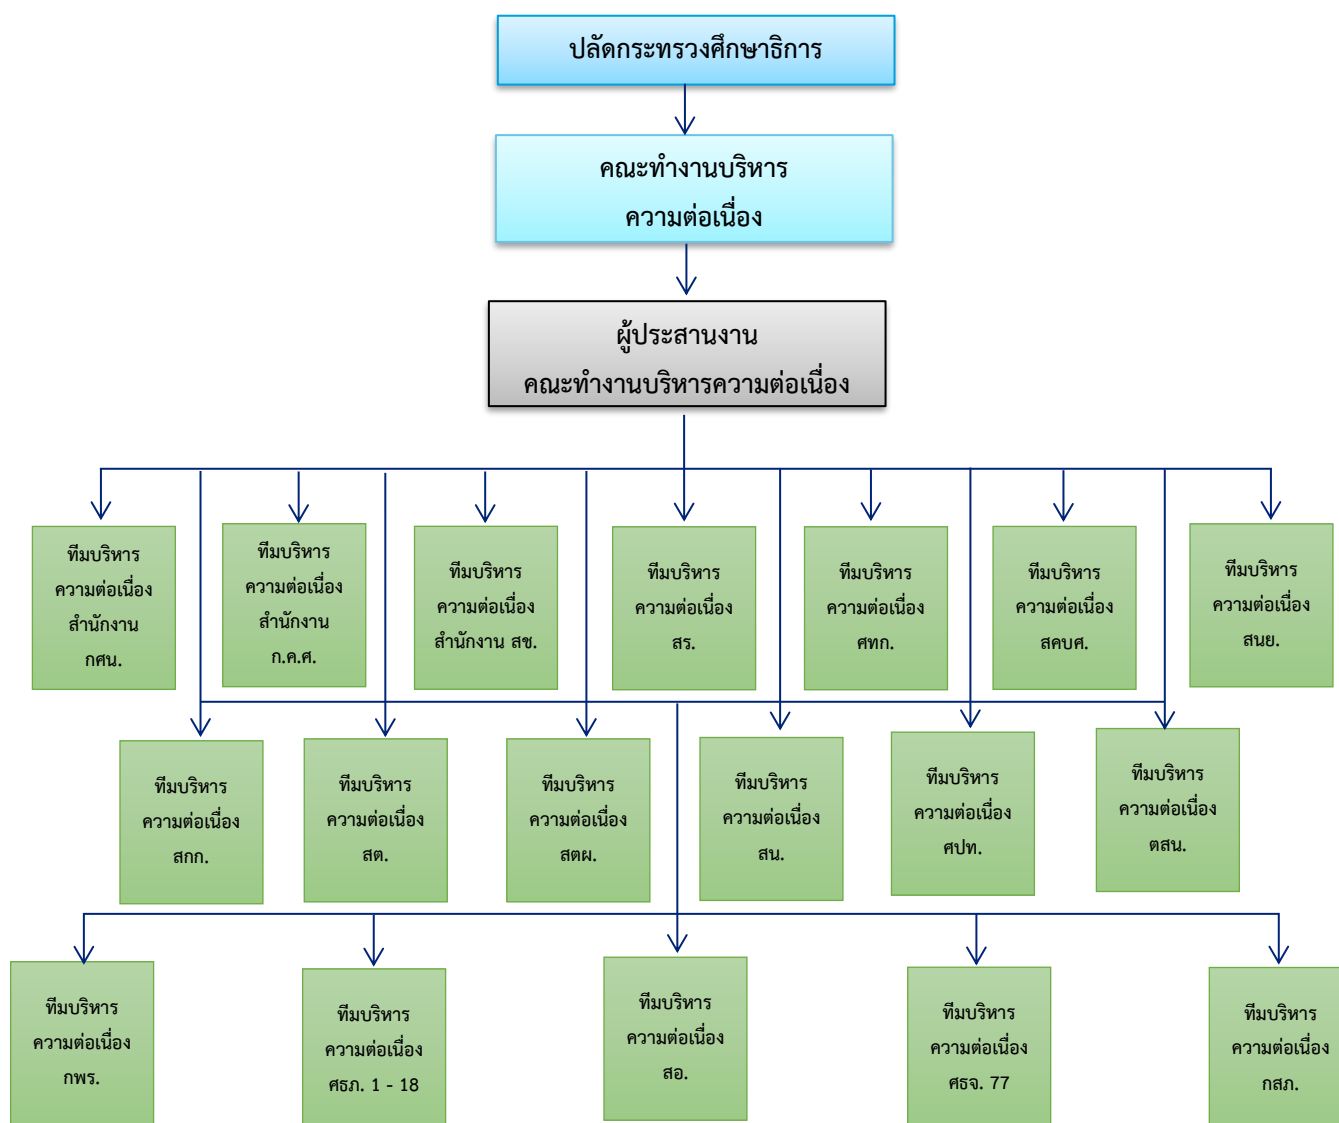 ปลัดกระทรวงศึกษาธิการ
คณะทำงานบริหาร
ความต่อเนื่อง
ผู้ประสานงาน
คณะทำงานบริหารความต่อเนื่อง
ทีมบริหาร
ความต่อเนื่อง
สำนักงาน
กศน.
ทีมบริหาร
ความต่อเนื่อง
สำนักงาน
ก.ค.ศ.
ทีมบริหาร
ความต่อเนื่อง
สำนักงาน สช.
ทีมบริหาร
ความต่อเนื่อง
สร.
ทีมบริหาร
ความต่อเนื่อง
ศทก.
ทีมบริหาร
ความต่อเนื่อง
สคบศ.
ทีมบริหาร
ความต่อเนื่อง
สนย.
ทีมบริหาร
ความต่อเนื่อง
สกก.
ทีมบริหาร
ความต่อเนื่อง
สต.
ทีมบริหาร
ความต่อเนื่อง
สตผ.
ทีมบริหาร
ความต่อเนื่อง
สน.
ทีมบริหาร
ความต่อเนื่อง
ศปท.
ทีมบริหาร
ความต่อเนื่อง
ตสน.
ทีมบริหาร
ความต่อเนื่อง
กพร.
ทีมบริหาร
ความต่อเนื่อง
ศธภ. 1 - 18
ทีมบริหาร
ความต่อเนื่อง
สอ.
ทีมบริหาร
ความต่อเนื่อง
ศธจ. 77
ทีมบริหาร
ความต่อเนื่อง
กสภ.